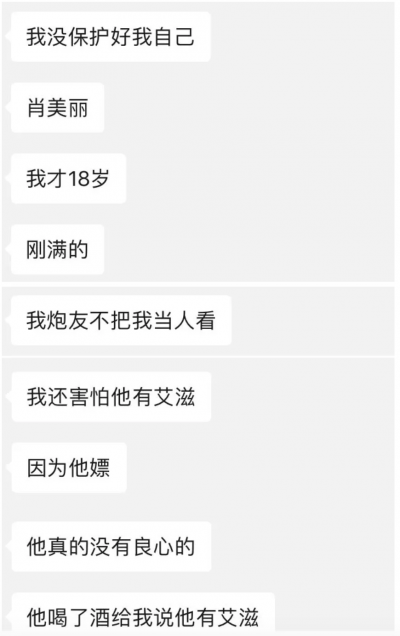 我没保护好我自己
肖美丽
我才18岁
刚满的
我炮友不把我当人看
我还害怕他有艾滋
因为他嫖
他真的没有良心的
他喝了酒给我说他有艾滋